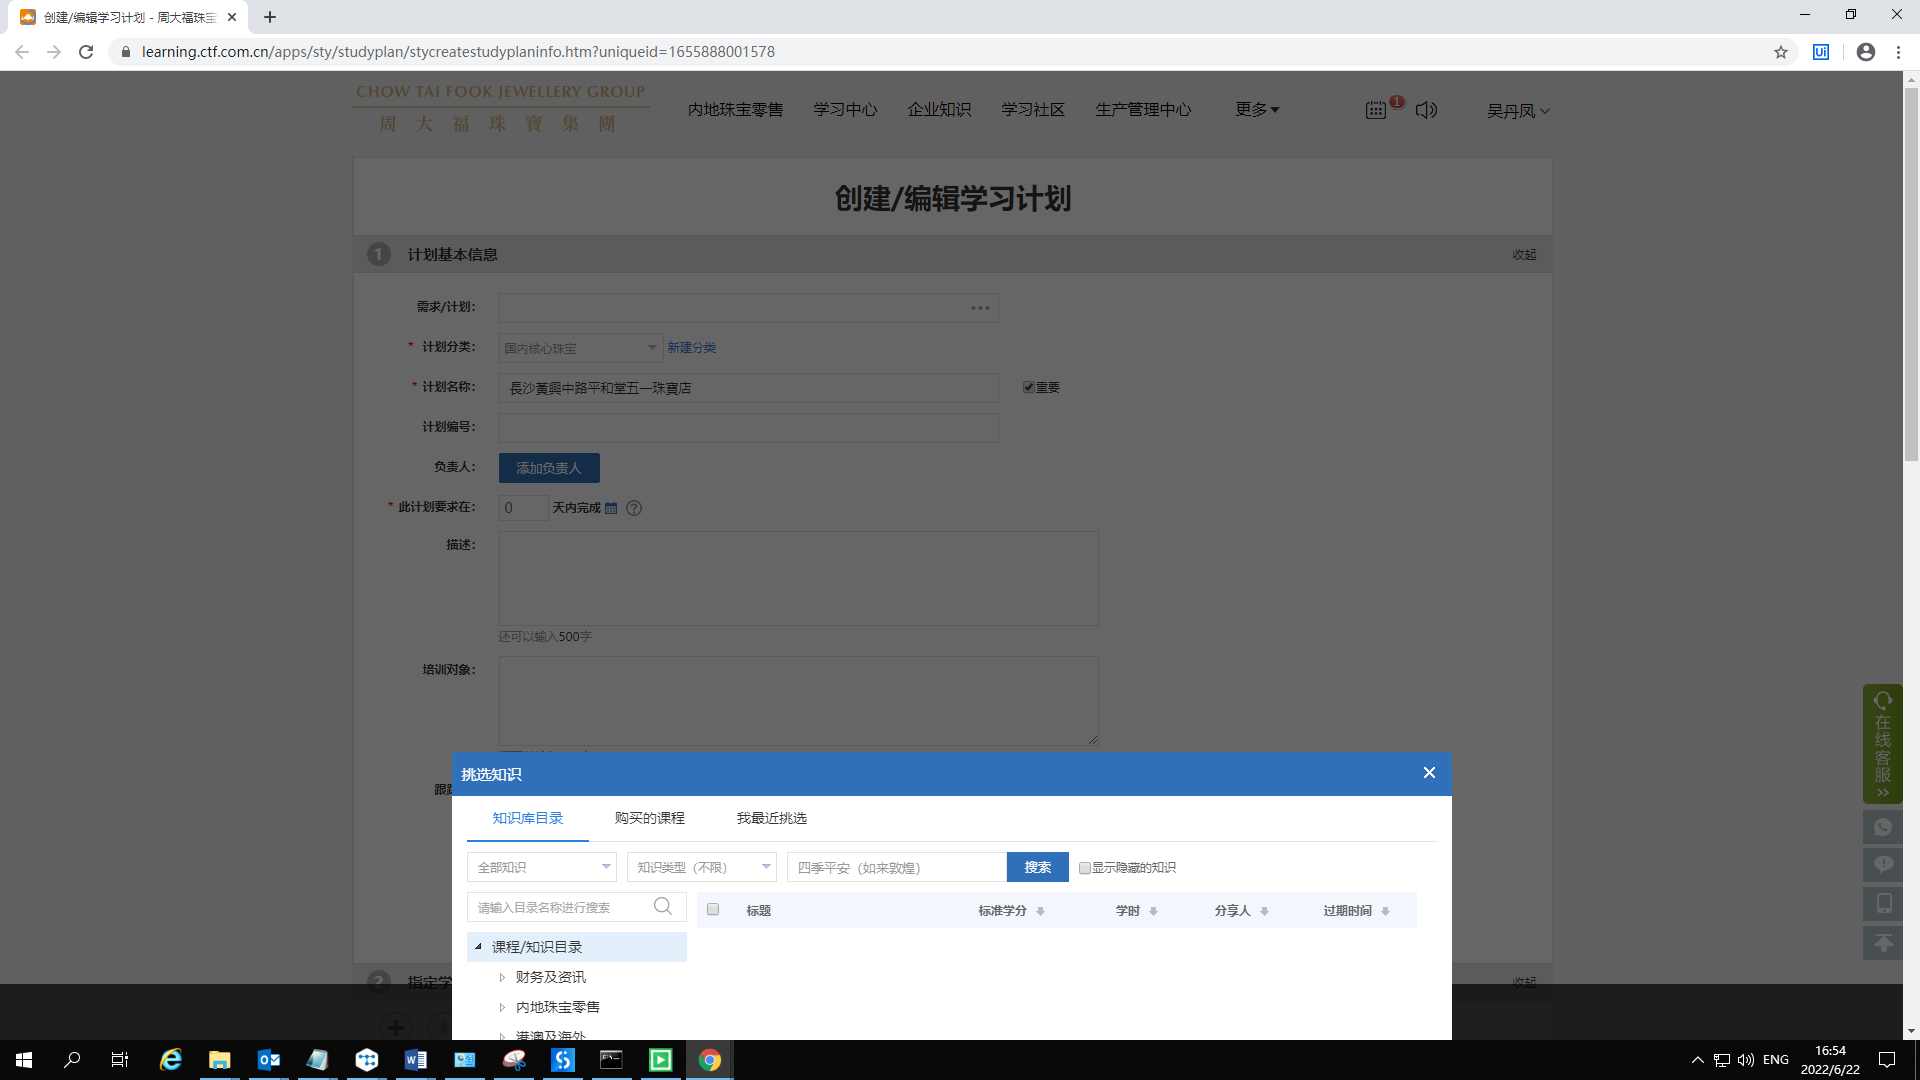 创建/编辑学习计划 - 周大福珠宝
learning.ctf.com.cn/apps/sty/studyplan/stycreatestudyplaninfo.htm?uniqueid=1655888001578
CHOW TAI FOOK JEWELLERY GROUP
周大福珠寶集團
内地珠宝零售 学习中心 企业知识 学习社区 生产管理中心 更多 1 吴丹凤
创建/编辑学习计划
1 计划基本信息 收起
需求/计划:
* 计划分类: 国内核心珠宝 新建分类
* 计划名称: 長沙黃興中路平和堂五一珠寶店 重要
计划编号:
负责人: 添加负责人
* 此计划要求在: 0 天内完成 ?
描述:
还可以输入500字
培训对象:
挑选知识
知识库目录 购买的课程 我最近挑选
全部知识 知识类型（不限） 四季平安（如来敦煌） 搜索 显示隐藏的知识
请输入目录名称进行搜索 标题 标准学分 学时 分享人 过期时间
课程/知识目录
财务及资讯
2 指定学 收起
内地珠宝零售
港澳及海外
在线客服
ENG
16:54
2022/6/22